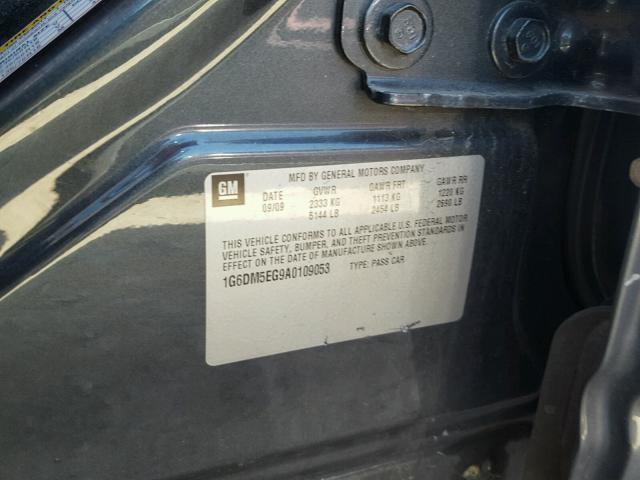 GM
MFD BY GENERAL MOTORS COMPANY
DATE GVWR GAWR FRT GAWR RR
09/09 2333 KG 1113 KG 1220 KG
5144 LB 2454 LB 2690 LB
THIS VEHICLE CONFORMS TO ALL APPLICABLE U.S. FEDERAL MOTOR
VEHICLE SAFETY, BUMPER, AND THEFT PREVENTION STANDARDS IN
EFFECT ON THE DATE OF MANUFACTURE SHOWN ABOVE.
1G6DM5EG9A0109053 TYPE: PASS CAR